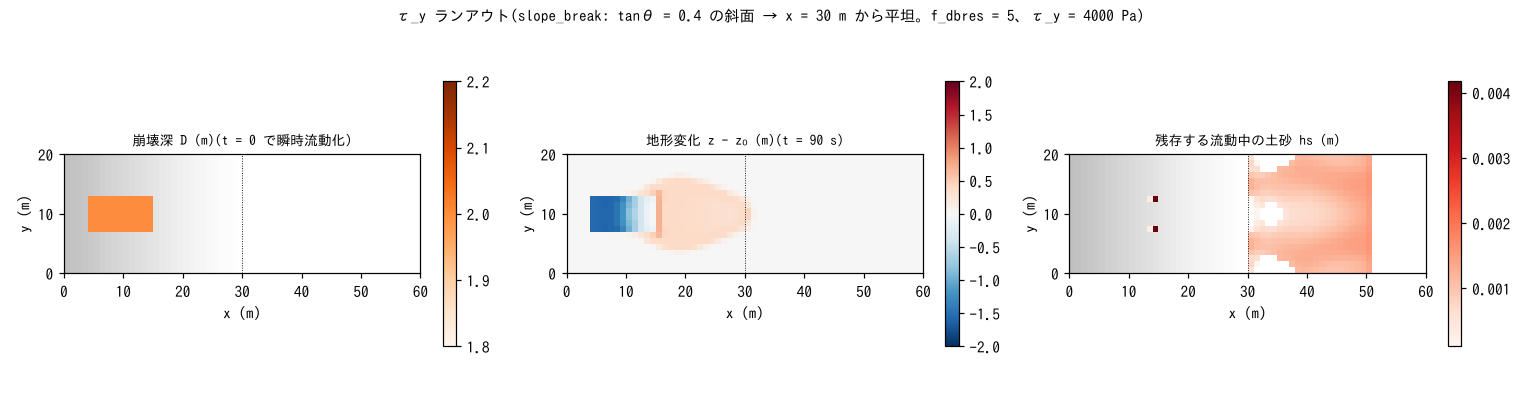 τ_y ランアウト(slope_break: tanθ = 0.4 の斜面 → x = 30 m から平坦。f_dbres = 5、τ_y = 4000 Pa)
崩壊深 D (m)(t = 0 で瞬時流動化)
20
10
0
y (m)
0 10 20 30 40 50 60
x (m)
2.2
2.1
2.0
1.9
1.8
地形変化 z − z₀ (m)(t = 90 s)
20
10
0
y (m)
0 10 20 30 40 50 60
x (m)
2.0
1.5
1.0
0.5
0.0
-0.5
-1.0
-1.5
-2.0
残存する流動中の土砂 hs (m)
20
10
0
y (m)
0 10 20 30 40 50 60
x (m)
0.004
0.003
0.002
0.001